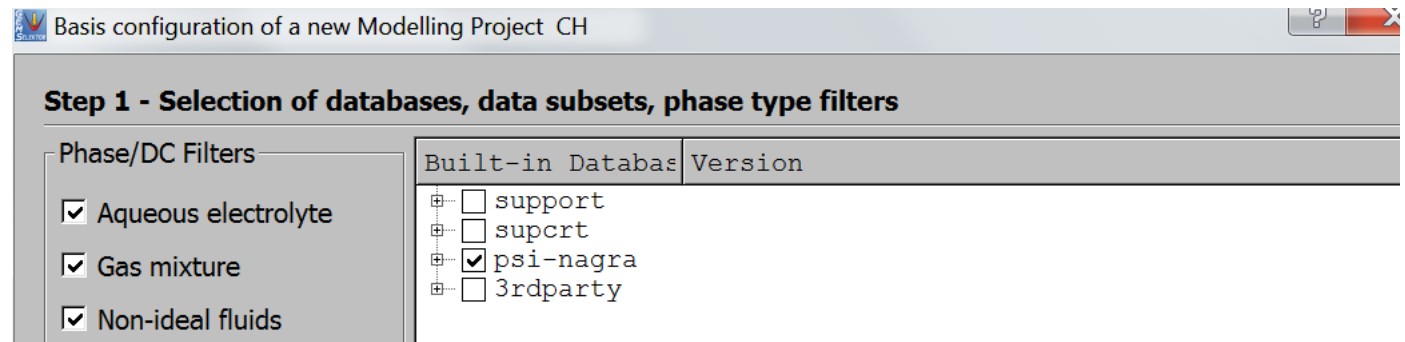 Basis configuration of a new Modelling Project CH
Step 1 - Selection of databases, data subsets, phase type filters
Phase/DC Filters
Aqueous electrolyte
Gas mixture
Non-ideal fluids
Built-in Databas Version
support
supcrt
psi-nagra
3rdparty